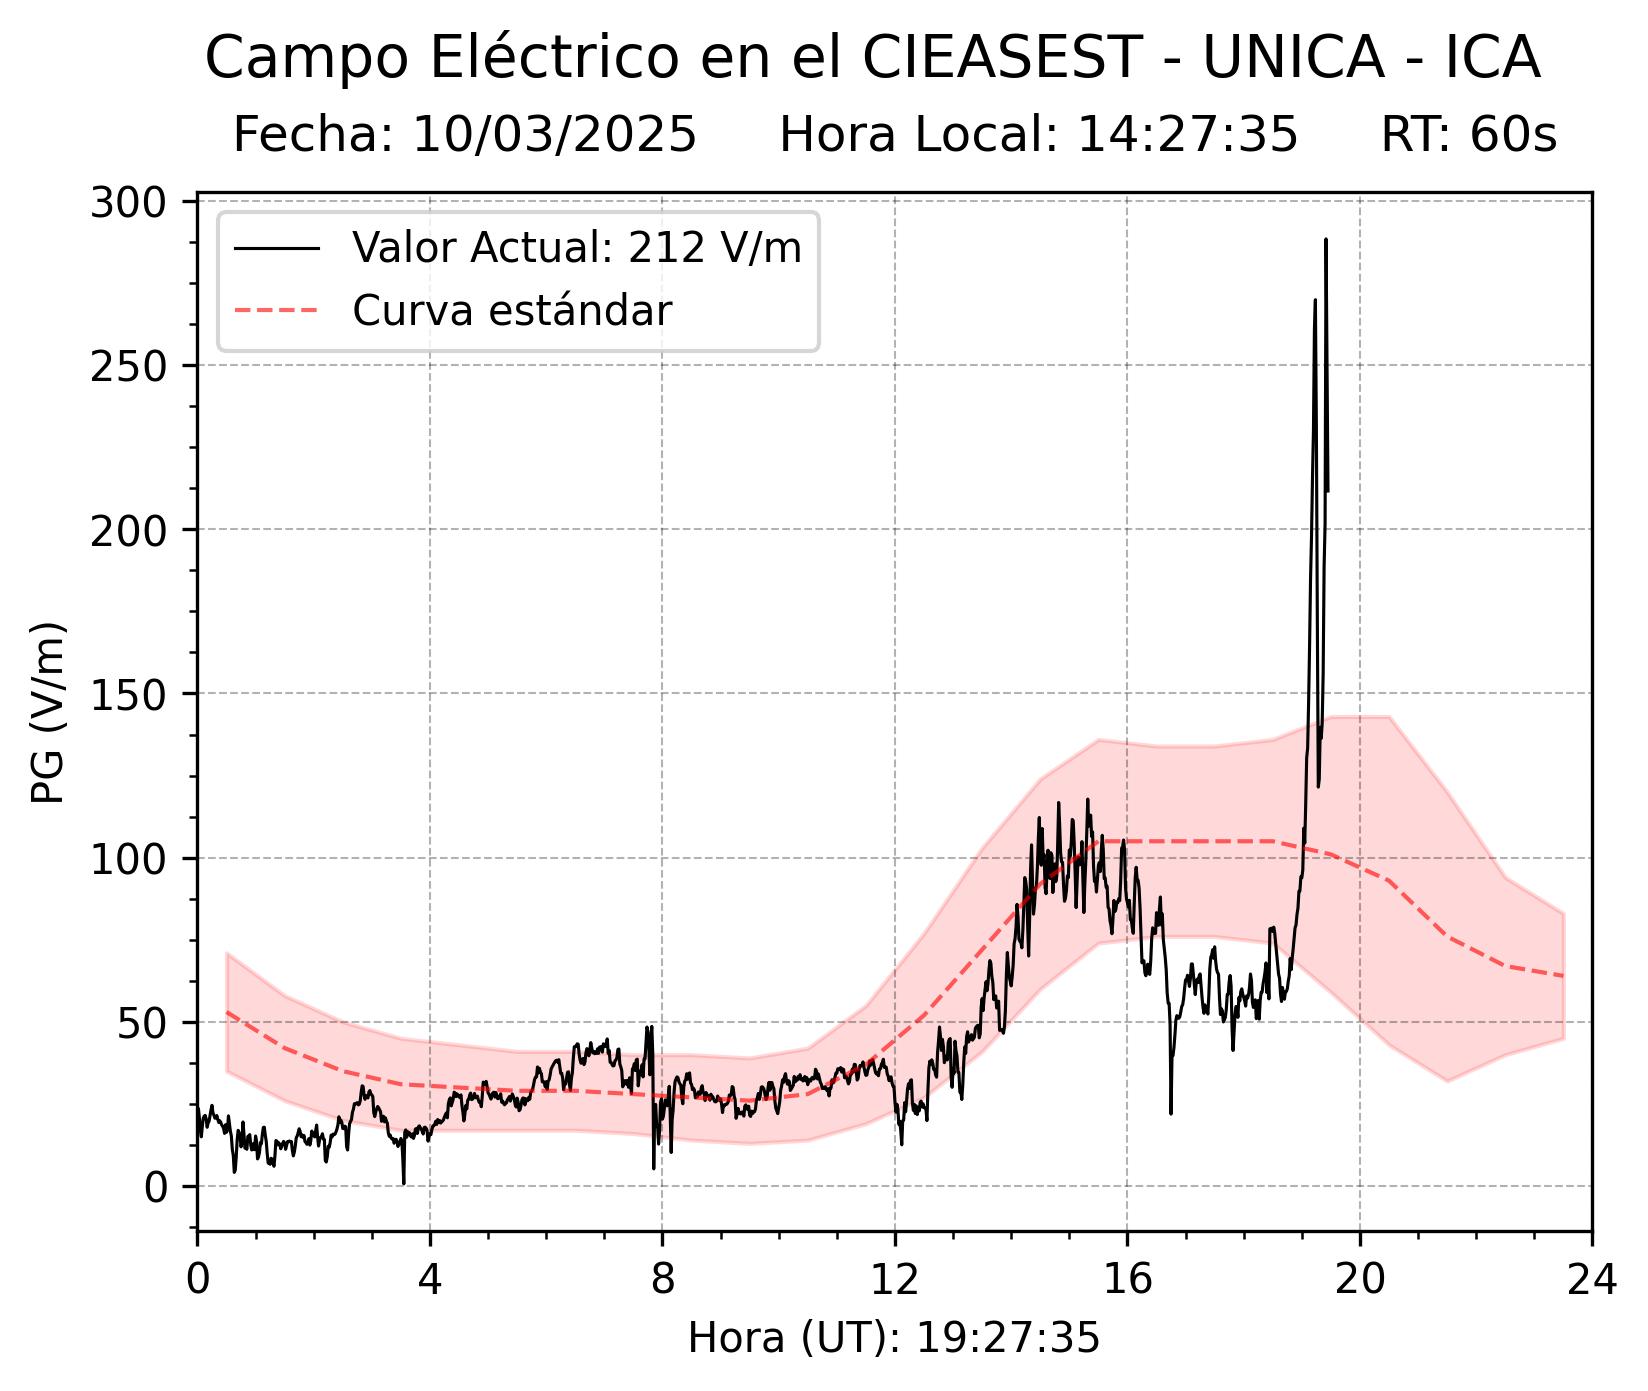 Campo Eléctrico en el CIEASEST - UNICA - ICA
Fecha: 10/03/2025 Hora Local: 14:27:35 RT: 60s
Valor Actual: 212 V/m
Curva estándar
PG (V/m)
300
250
200
150
100
50
0
0 4 8 12 16 20 24
Hora (UT): 19:27:35